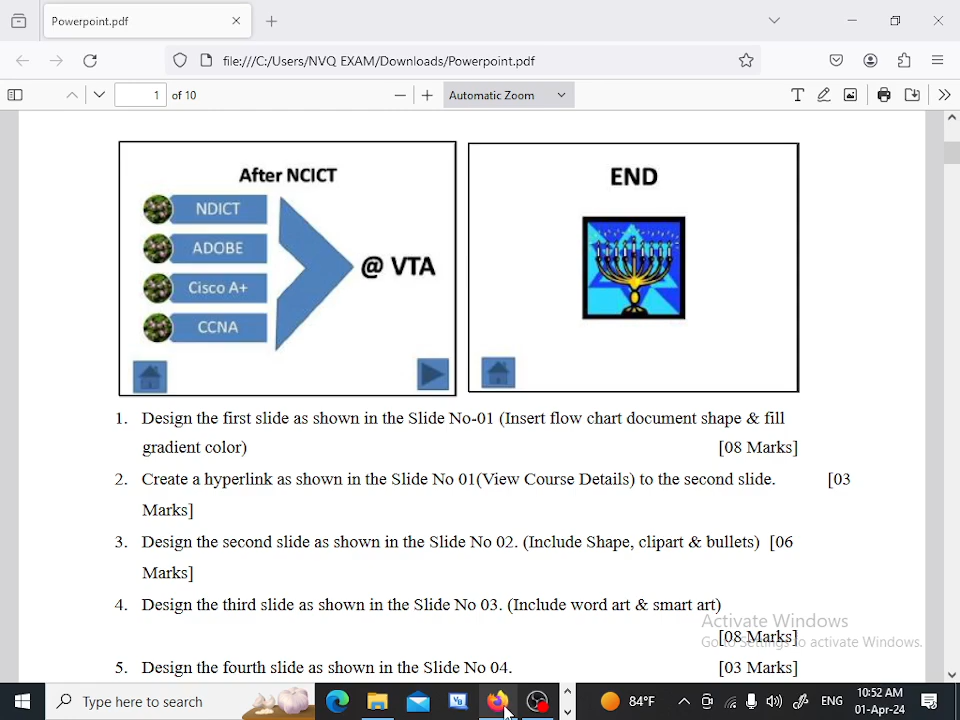 Powerpoint.pdf
file:///C:/Users/NVQ EXAM/Downloads/Powerpoint.pdf
1 of 10
Automatic Zoom
After NCICT
NDICT
ADOBE
Cisco A+
CCNA
@ VTA
END
1. Design the first slide as shown in the Slide No-01 (Insert flow chart document shape & fill
gradient color) [08 Marks]
2. Create a hyperlink as shown in the Slide No 01(View Course Details) to the second slide. [03
Marks]
3. Design the second slide as shown in the Slide No 02. (Include Shape, clipart & bullets) [06
Marks]
4. Design the third slide as shown in the Slide No 03. (Include word art & smart art)
[08 Marks]
5. Design the fourth slide as shown in the Slide No 04. [03 Marks]
Activate Windows
Go to Settings to activate Windows.
Type here to search
84°F
ENG
10:52 AM
01-Apr-24